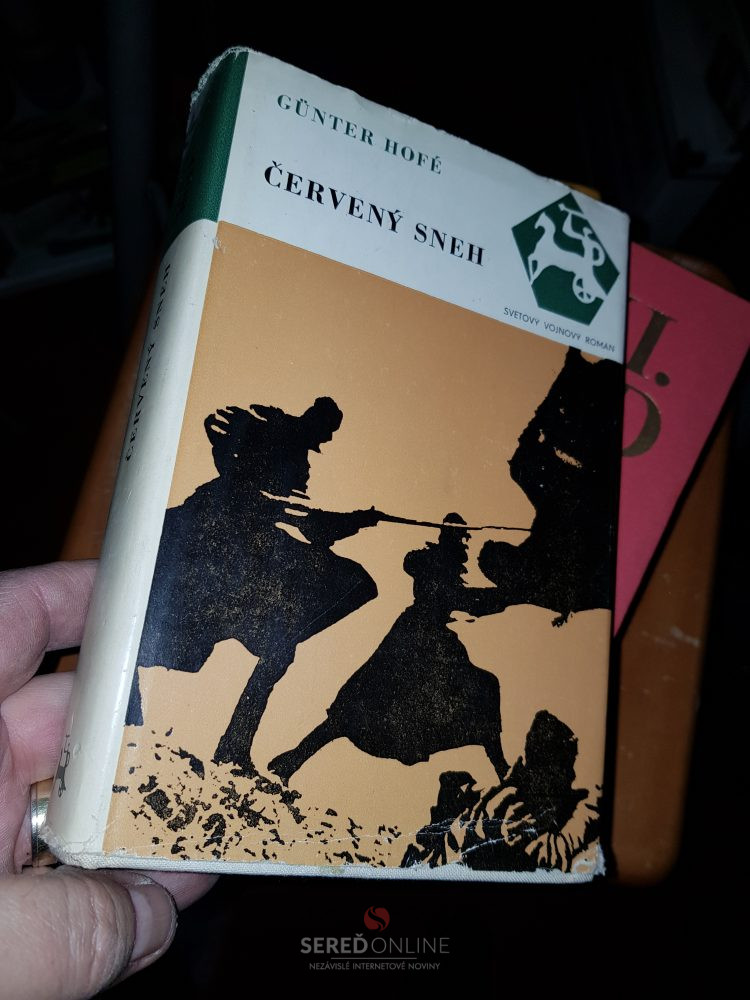 GÜNTER HOFÉ
ČERVENÝ SNEH
SVETOVÝ VOJNOVÝ ROMÁN
ČERVENÝ SNEH
I.
O
SEREĎONLINE
NEZÁVISLÉ INTERNETOVÉ NOVINY